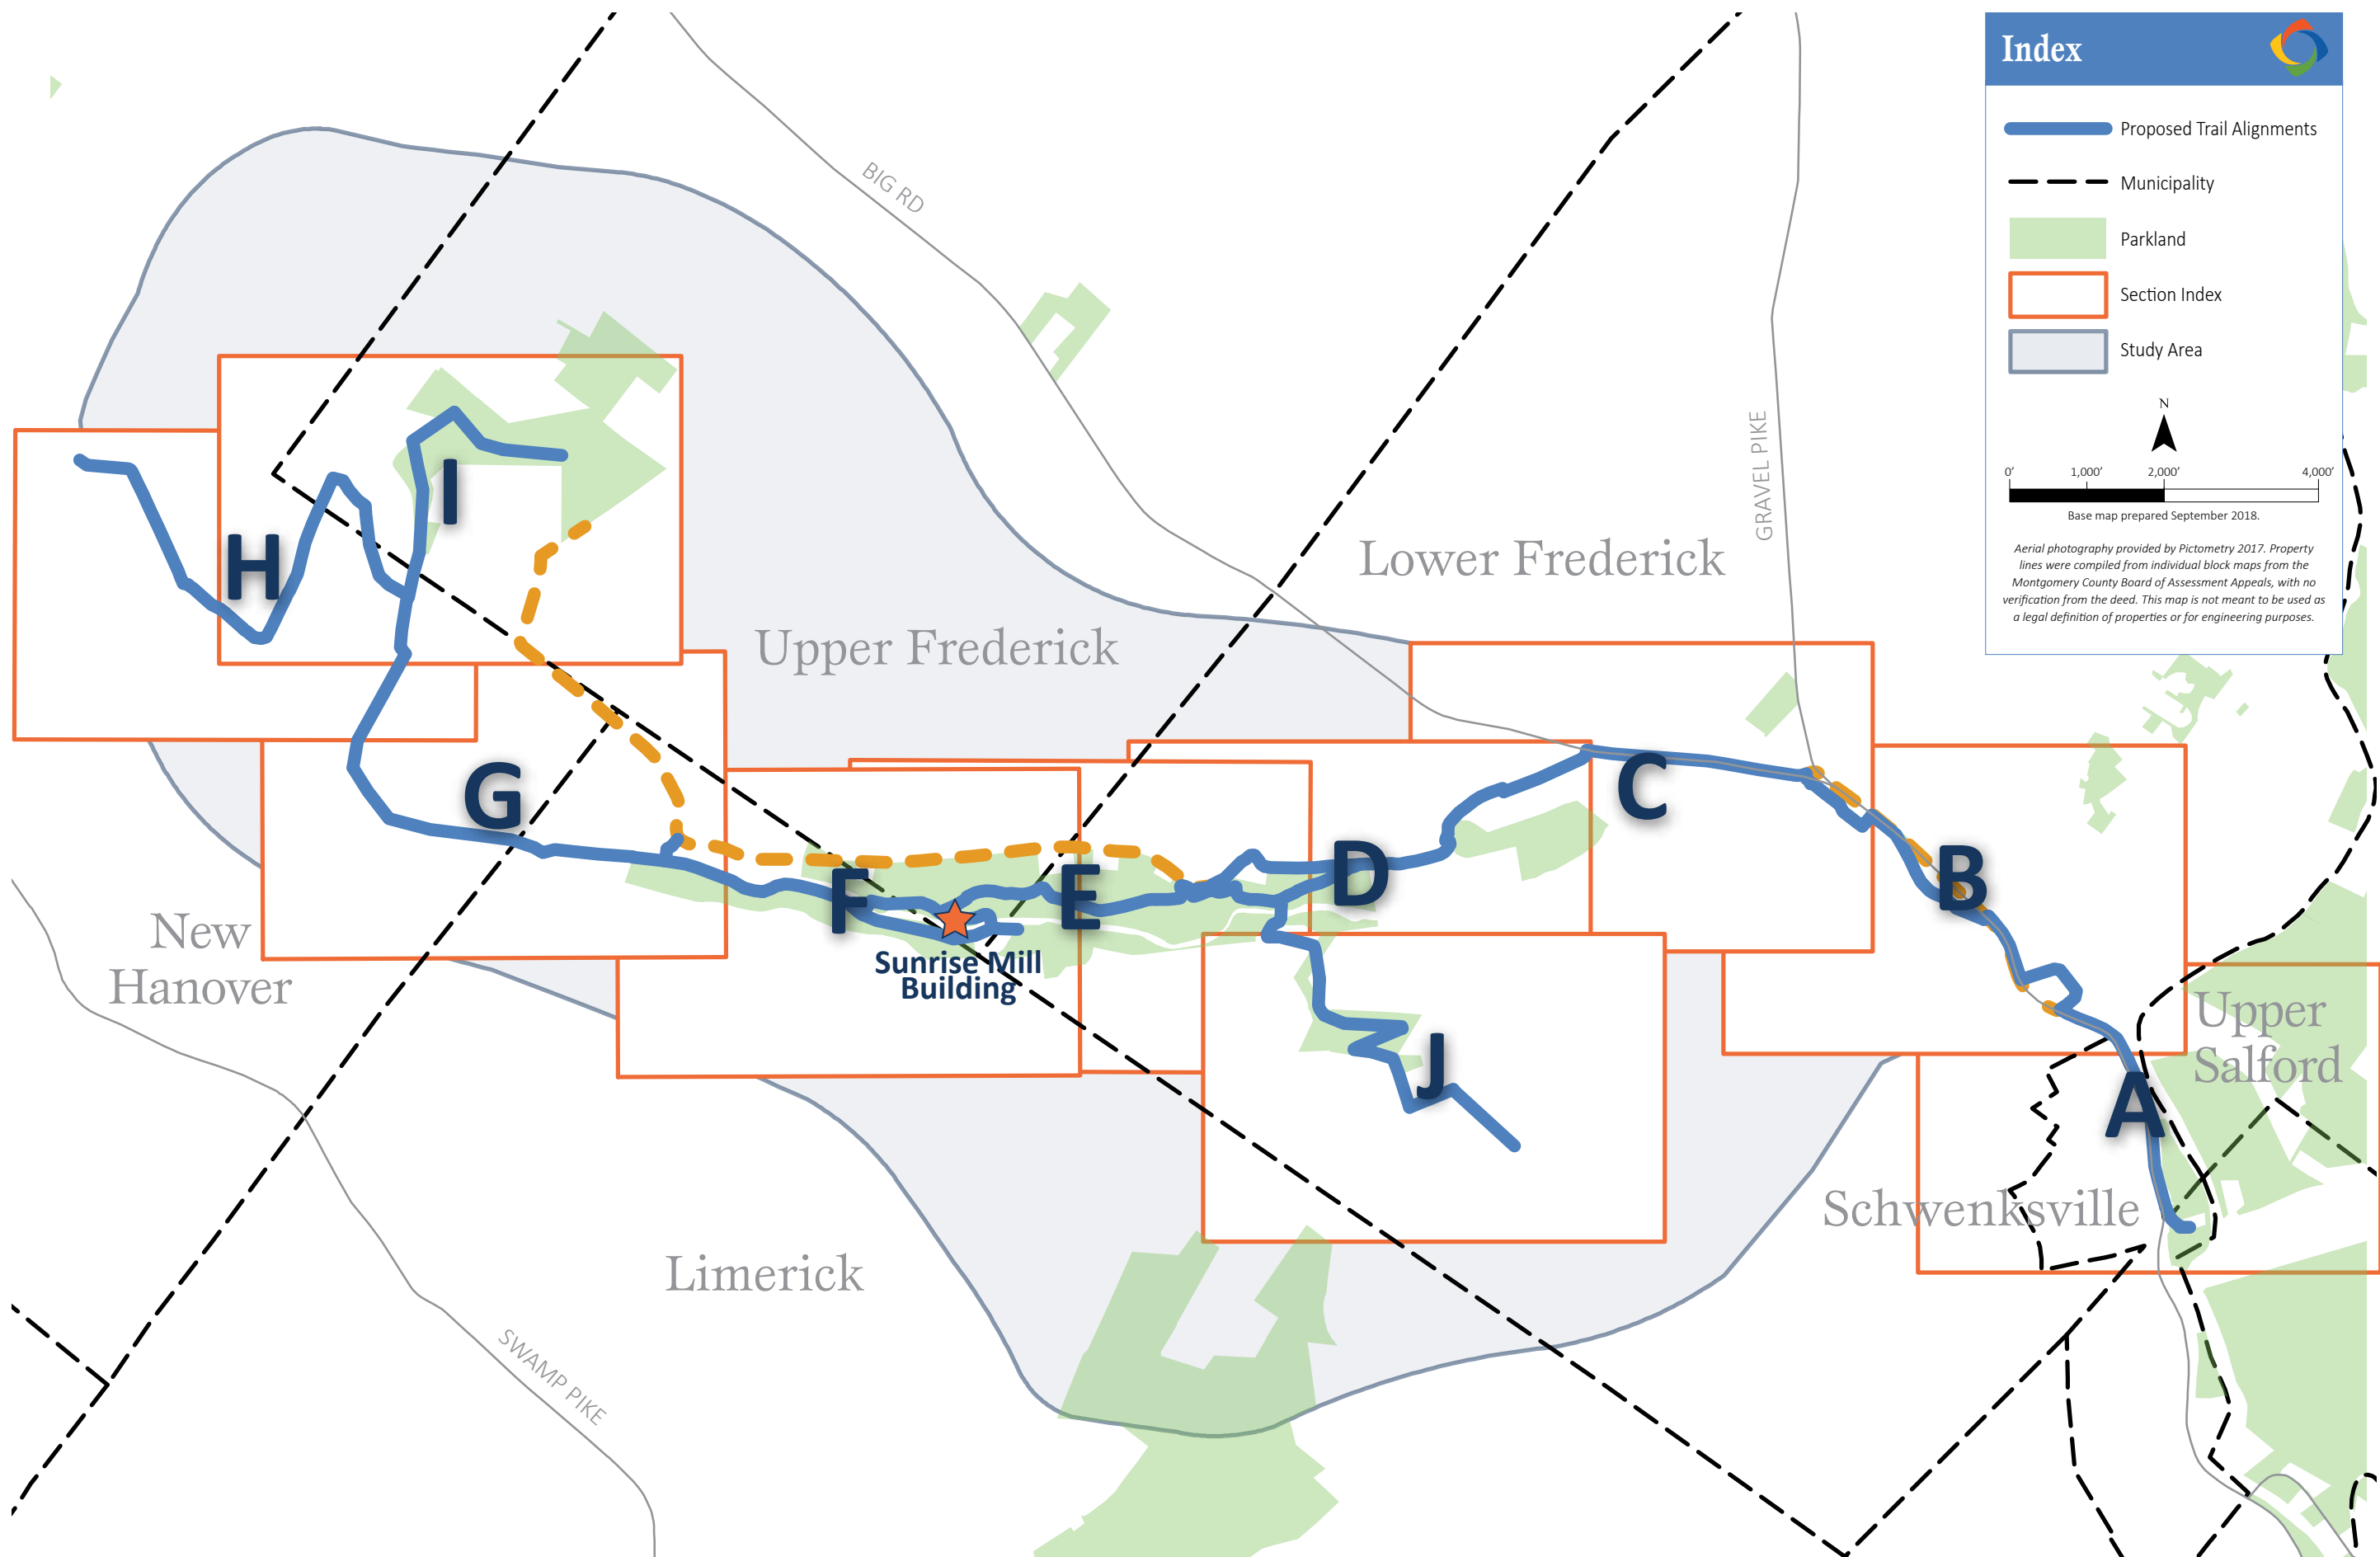 Index
Proposed Trail Alignments
Municipality
Parkland
Section Index
Study Area
N
0' 1,000' 2,000' 4,000'
Base map prepared September 2018.
Aerial photography provided by Pictometry 2017. Property
lines were compiled from individual block maps from the
Montgomery County Board of Assessment Appeals, with no
verification from the deed. This map is not meant to be used as
a legal definition of properties or for engineering purposes.
BIG RD
GRAVEL PIKE
Lower Frederick
I
H
Upper Frederick
G
C
D
B
F
E
New
Hanover
Sunrise Mill
Building
Upper
Salford
J
A
Schwenksville
Limerick
SWAMP PIKE